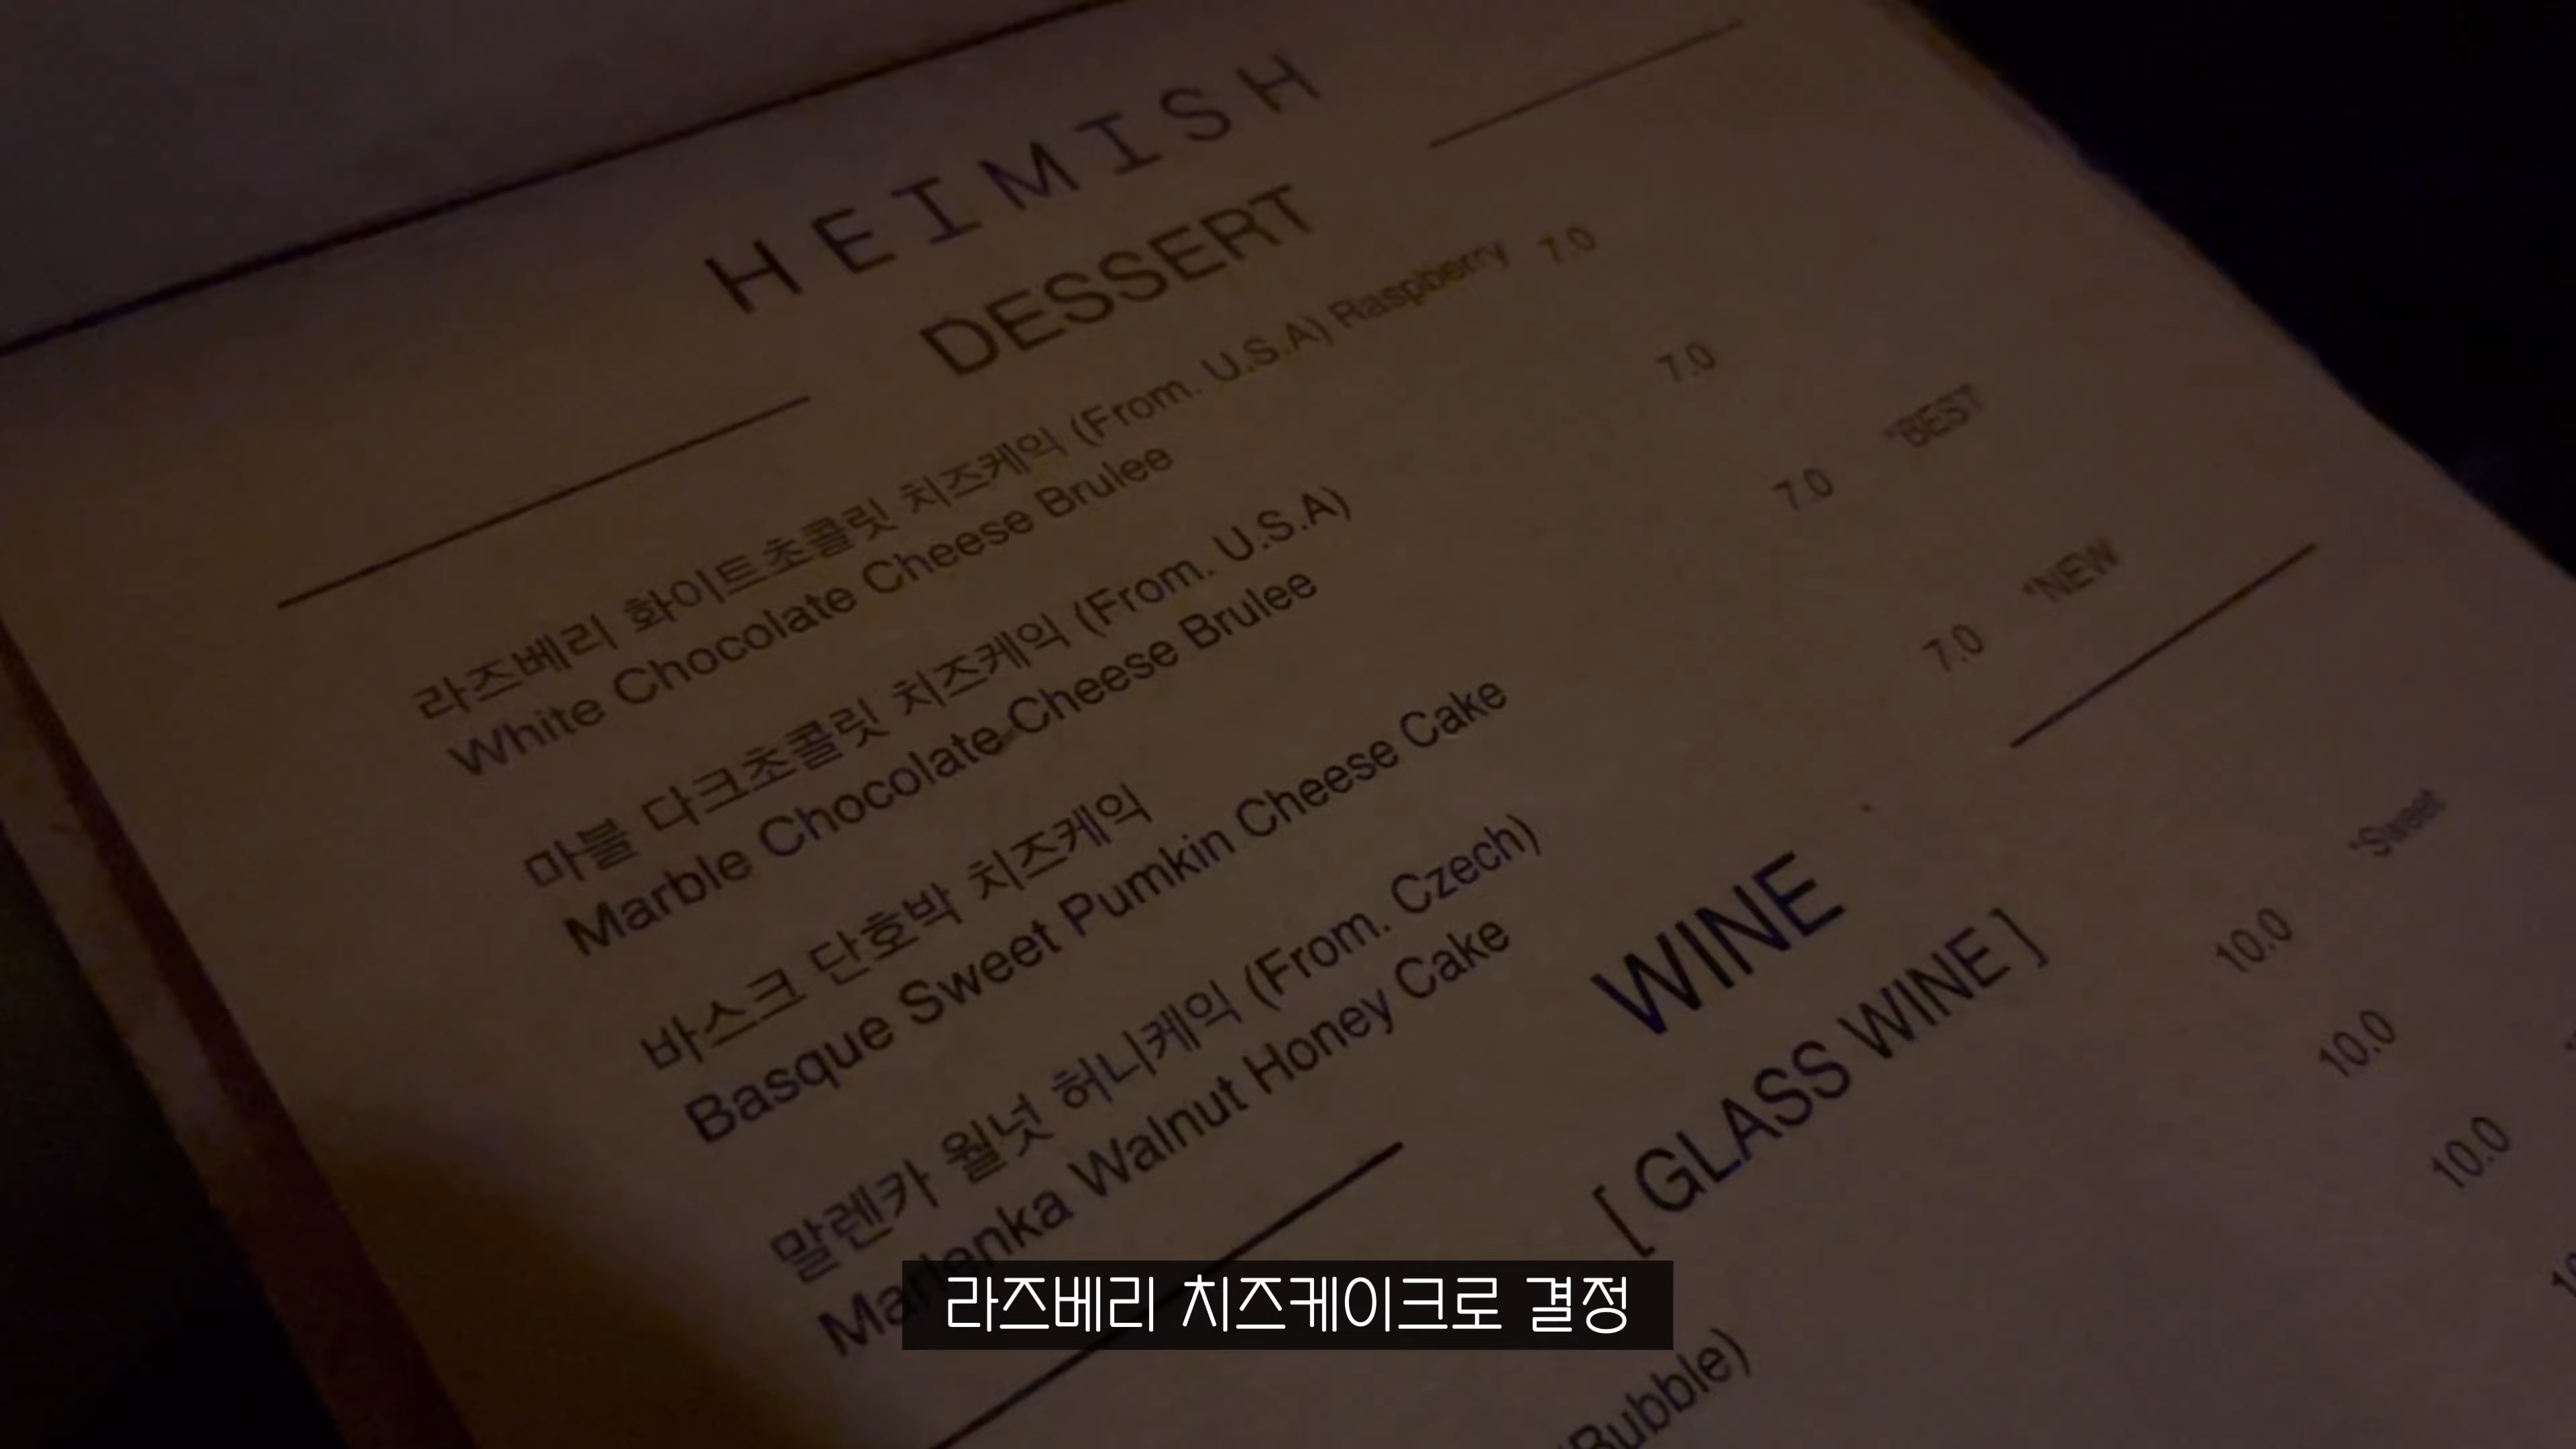 HEIMISH
DESSERT
라즈베리 화이트초콜릿 치즈케익 (From. U.S.A) Raspberry 7.0
White Chocolate Cheese Brulee
마블 다크초콜릿 치즈케익 (From. U.S.A) 7.0
Marble Chocolate Cheese Brulee
바스크 단호박 치즈케익 7.0 *BEST
Basque Sweet Pumkin Cheese Cake
말렌카 월넛 허니케익 (From. Czech) 7.0 *NEW
Marlenka Walnut Honey Cake
WINE
[ GLASS WINE ]
10.0 *Sweet
10.0
10.0
Bubble)
라즈베리 치즈케이크로 결정